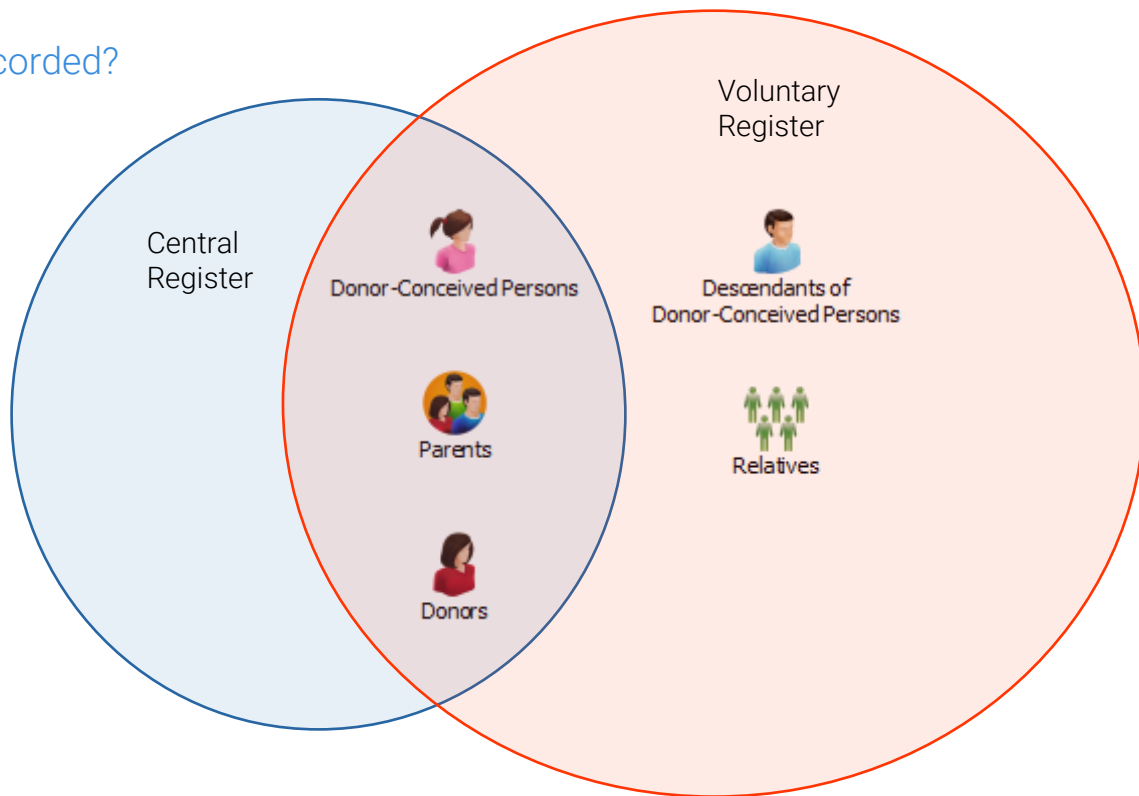 corded?
Voluntary
Register
Central
Register
Donor-Conceived Persons
Descendants of
Donor-Conceived Persons
Parents
Relatives
Donors